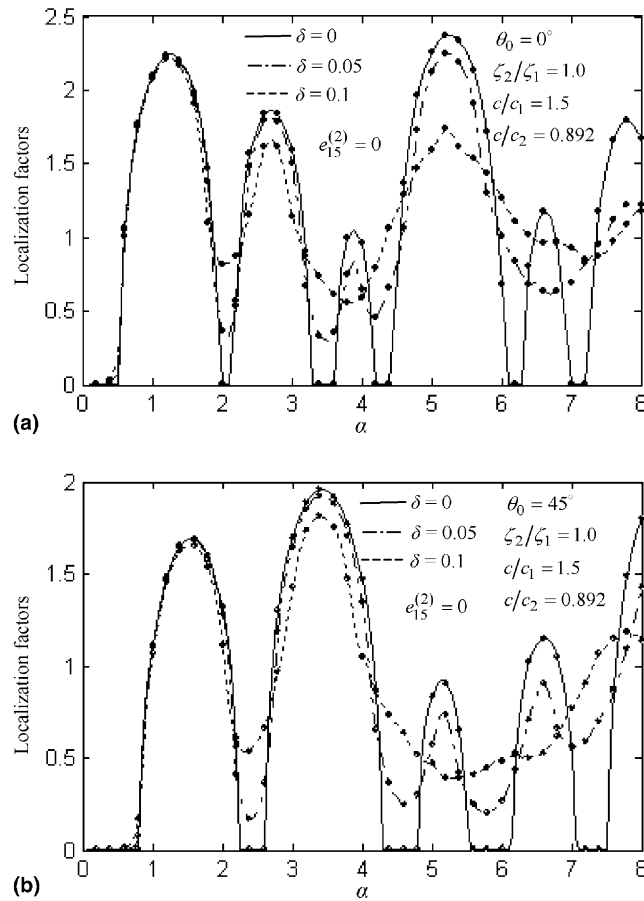 2.5
2
1.5
1
0.5
0
Localization factors
δ = 0
δ = 0.05
δ = 0.1
e₁₅⁽²⁾ = 0
θ₀ = 0°
ζ₂/ζ₁ = 1.0
c/c₁ = 1.5
c/c₂ = 0.892
1 2 3 4 5 6 7 8
(a)
α
2
1.5
1
0.5
0
Localization factors
δ = 0
δ = 0.05
δ = 0.1
e₁₅⁽²⁾ = 0
θ₀ = 45°
ζ₂/ζ₁ = 1.0
c/c₁ = 1.5
c/c₂ = 0.892
0 1 2 3 4 5 6 7 8
(b)
α